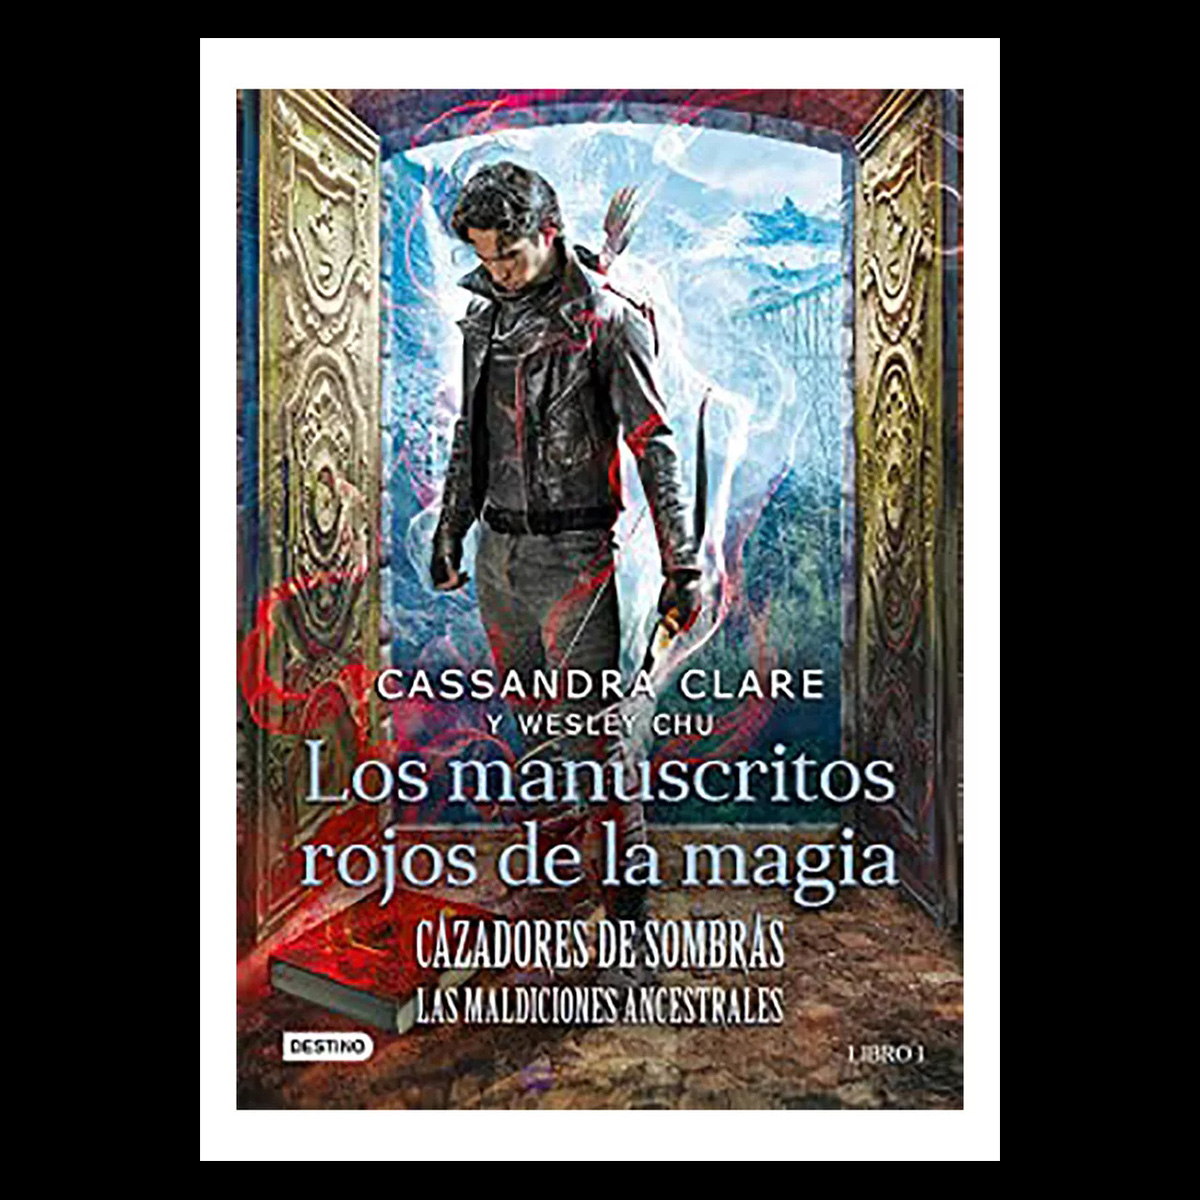 CASSANDRA CLARE
Y WESLEY CHU
Los manuscritos
rojos de la magia
CAZADORES DE SOMBRAS
LAS MALDICIONES ANCESTRALES
DESTINO
LIBRO 1